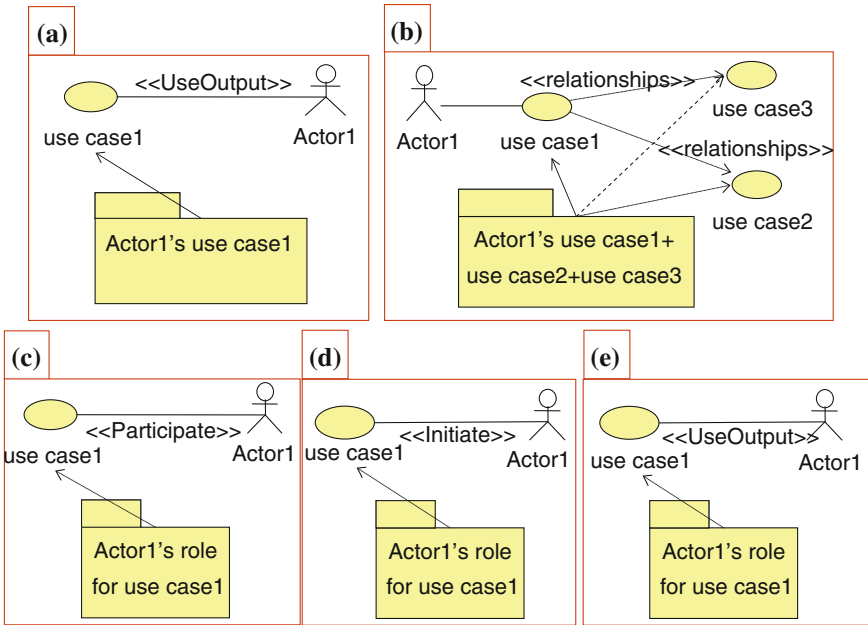 (a)
<<UseOutput>>
use case1
Actor1
Actor1's use case1
(b)
<<relationships>>
use case3
Actor1
use case1
<<relationships>>
use case2
Actor1's use case1+
use case2+use case3
(c)
<<Participate>>
use case1
Actor1
Actor1's role
for use case1
(d)
<<Initiate>>
use case1
Actor1
Actor1's role
for use case1
(e)
<<UseOutput>>
use case1
Actor1
Actor1's role
for use case1